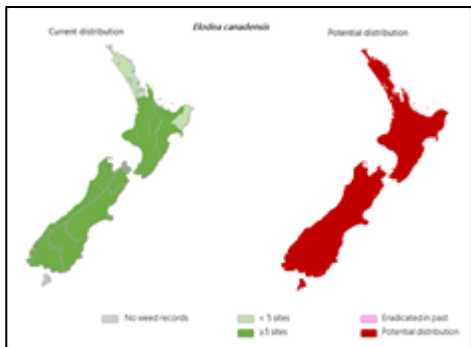 Elodea canadensis
Current distribution
Potential distribution
No weed records
< 5 sites
Eradicated in past
≥5 sites
Potential distribution